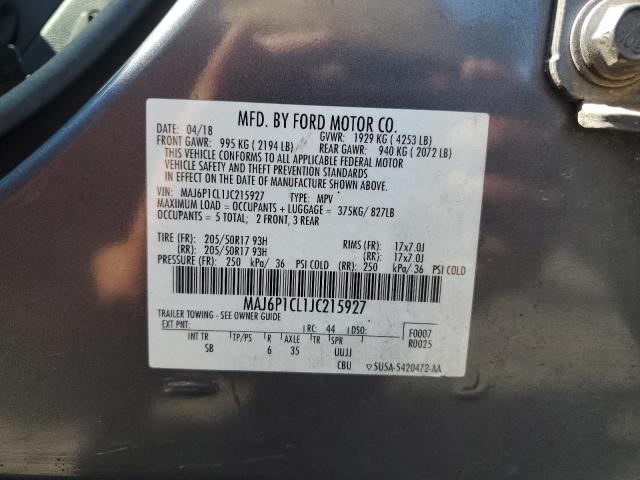 MFD. BY FORD MOTOR CO.
04/18 GVWR: 1929 KG ( 4253 LB)
FRONT GAWR: 995 KG ( 2194 LB) REAR GAWR: 940 KG ( 2072 LB)
THIS VEHICLE CONFORMS TO ALL APPLICABLE FEDERAL MOTOR
VEHICLE SAFETY AND THEFT PREVENTION STANDARDS
IN EFFECT ON THE DATE OF MANUFACTURE SHOWN ABOVE.
VIN: MAJ6P1CL1JC215927 TYPE: MPV
MAXIMUM LOAD = OCCUPANTS + LUGGAGE = 375KG/ 827LB
OCCUPANTS = 5 TOTAL; 2 FRONT, 3 REAR
TIRE (FR): 205/50R17 93H RIMS (FR): 17x7.0J
(RR): 205/50R17 93H (RR): 17x7.0J
PRESSURE (FR): 250 kPa/ 36 PSI COLD (RR): 250 kPa/ 36 PSI COLD
MAJ6P1CL1JC215927
TRAILER TOWING - SEE OWNER GUIDE
EXT PNT: RC: 44 DSO: F0007
R0025
INT TR TP/PS R AXLE TR SPR
SB 6 35 UUJJ
CBU ▽5U5A-5420472-AA